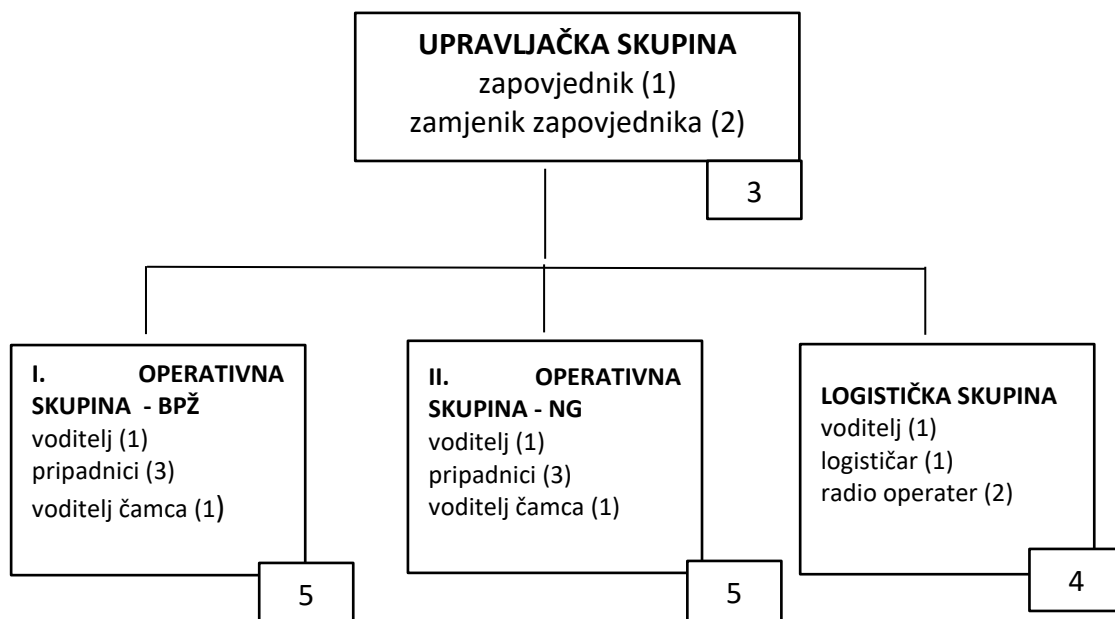 UPRAVLJAČKA SKUPINA
zapovjednik (1)
zamjenik zapovjednika (2)
3
I. OPERATIVNA
SKUPINA - BPŽ
voditelj (1)
pripadnici (3)
voditelj čamca (1)
5
II. OPERATIVNA
SKUPINA - NG
voditelj (1)
pripadnici (3)
voditelj čamca (1)
5
LOGISTIČKA SKUPINA
voditelj (1)
logističar (1)
radio operater (2)
4